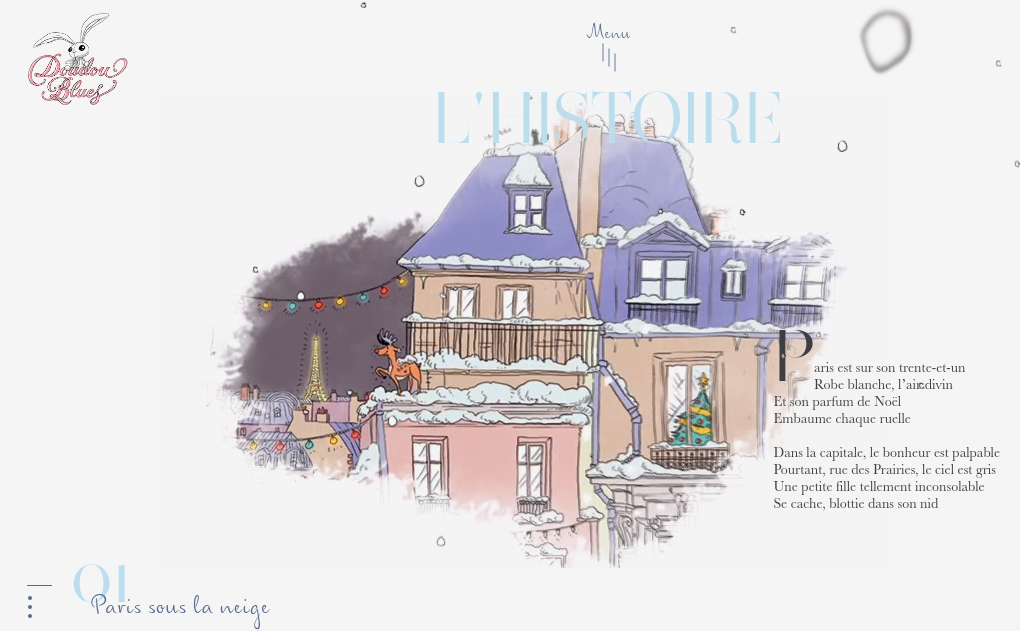 Doudou
Blues
Menu
L'HISTOIRE
Paris est sur son trente-et-un
Robe blanche, l'air divin
Et son parfum de Noël
Embaume chaque ruelle
Dans la capitale, le bonheur est palpable
Pourtant, rue des Prairies, le ciel est gris
Une petite fille tellement inconsolable
Se cache, blottie dans son nid
01
Paris sous la neige